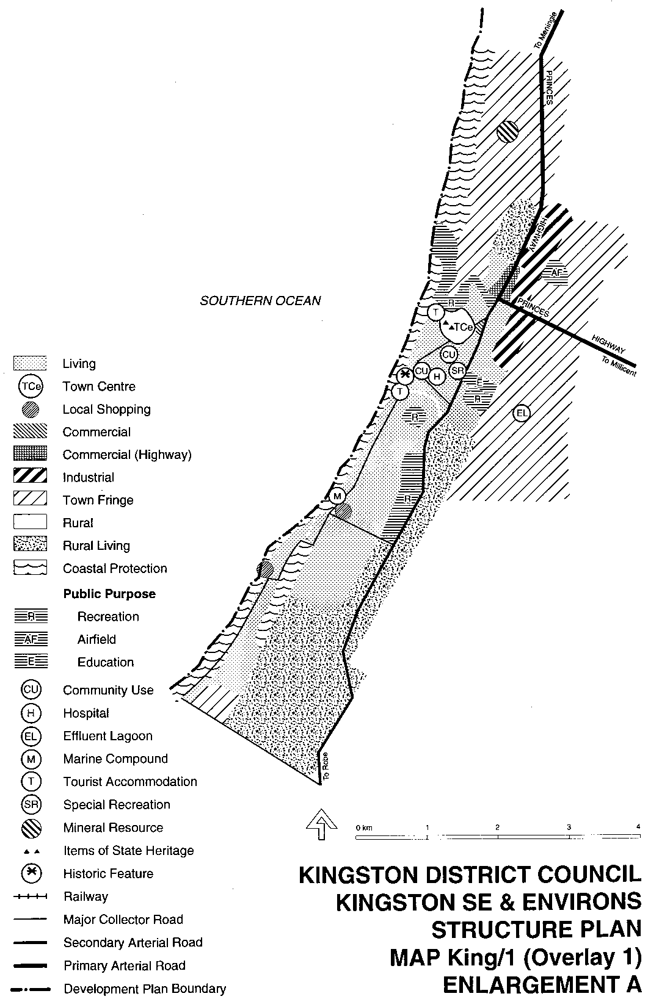 To Meningie
PRINCES
HIGHWAY
AF
SOUTHERN OCEAN
R
T
TCe
PRINCES
HIGHWAY
To Millicent
CU
CU
H
SR
T
E
R
R
EL
M
R
To Robe
Living
TCe Town Centre
Local Shopping
Commercial
Commercial (Highway)
Industrial
Town Fringe
Rural
Rural Living
Coastal Protection
Public Purpose
R Recreation
AF Airfield
E Education
CU Community Use
H Hospital
EL Effluent Lagoon
M Marine Compound
T Tourist Accommodation
SR Special Recreation
Mineral Resource
Items of State Heritage
Historic Feature
Railway
Major Collector Road
Secondary Arterial Road
Primary Arterial Road
Development Plan Boundary
0 km 1 2 3 4
KINGSTON DISTRICT COUNCIL
KINGSTON SE & ENVIRONS
STRUCTURE PLAN
MAP King/1 (Overlay 1)
ENLARGEMENT A